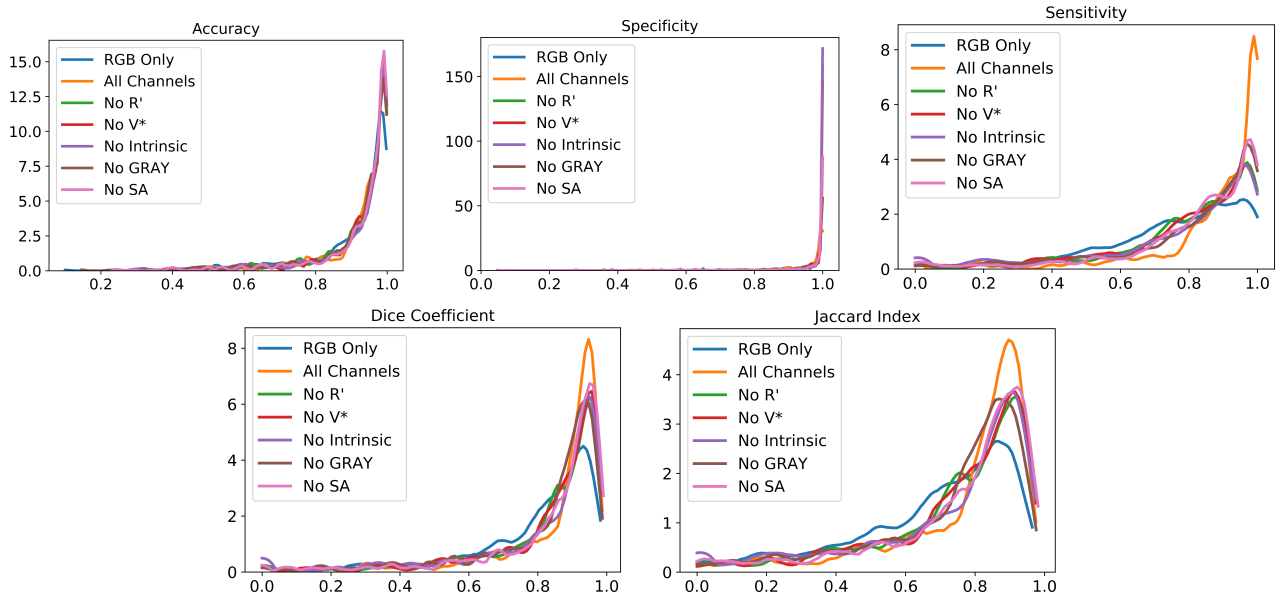 Accuracy
RGB Only
All Channels
No R'
No V*
No Intrinsic
No GRAY
No SA
15.0
12.5
10.0
7.5
5.0
2.5
0.0
0.2 0.4 0.6 0.8 1.0
Specificity
RGB Only
All Channels
No R'
No V*
No Intrinsic
No GRAY
No SA
150
100
50
0
0.0 0.2 0.4 0.6 0.8 1.0
Sensitivity
RGB Only
All Channels
No R'
No V*
No Intrinsic
No GRAY
No SA
8
6
4
2
0
0.0 0.2 0.4 0.6 0.8 1.0
Dice Coefficient
RGB Only
All Channels
No R'
No V*
No Intrinsic
No GRAY
No SA
8
6
4
2
0
0.0 0.2 0.4 0.6 0.8 1.0
Jaccard Index
RGB Only
All Channels
No R'
No V*
No Intrinsic
No GRAY
No SA
4
3
2
1
0
0.0 0.2 0.4 0.6 0.8 1.0